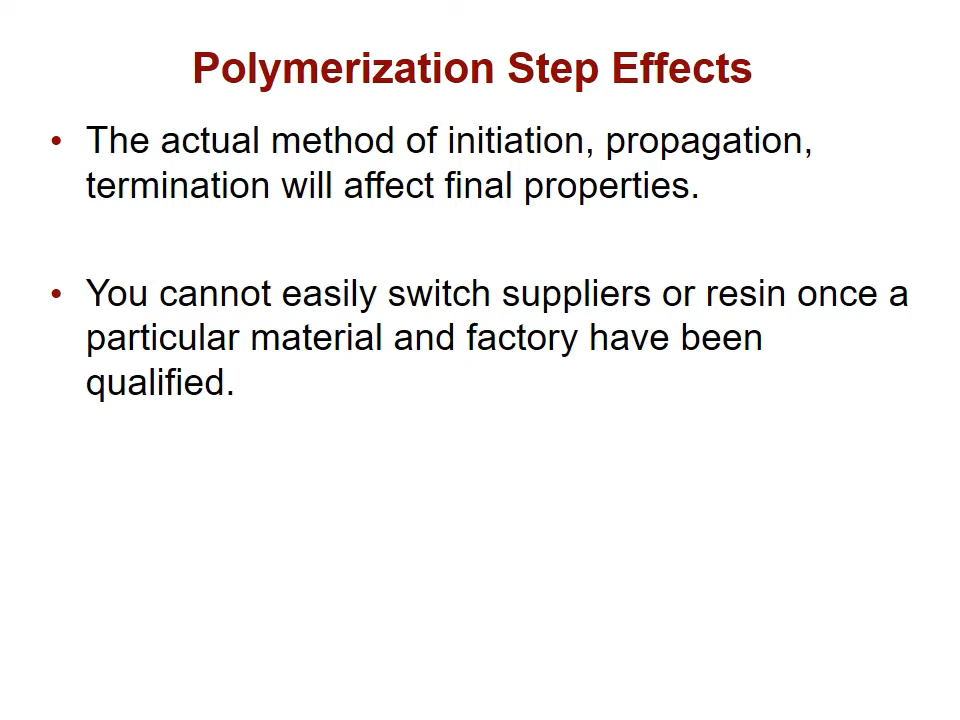 Polymerization Step Effects
• The actual method of initiation, propagation,
termination will affect final properties.
• You cannot easily switch suppliers or resin once a
particular material and factory have been
qualified.